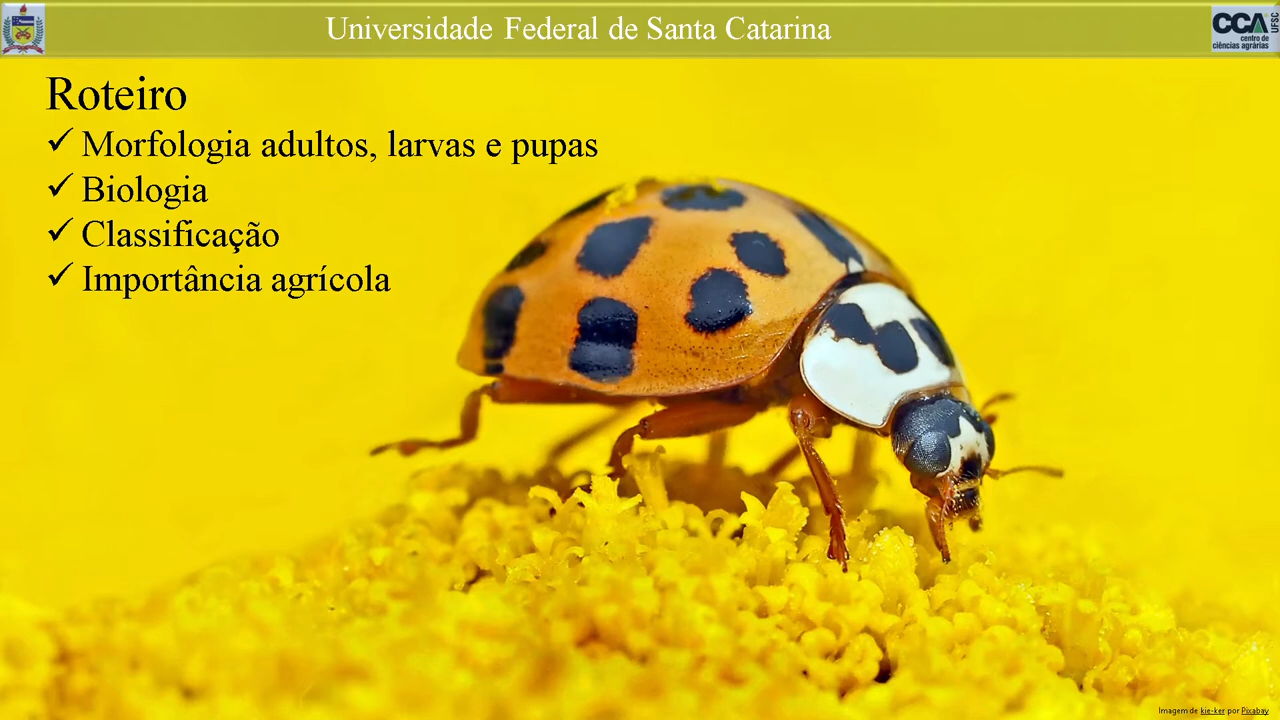 Universidade Federal de Santa Catarina
CCA
UFSC
centro de
ciências agrárias
Roteiro
✓ Morfologia adultos, larvas e pupas
✓ Biologia
✓ Classificação
✓ Importância agrícola
Imagem de kie-ker por Pixabay